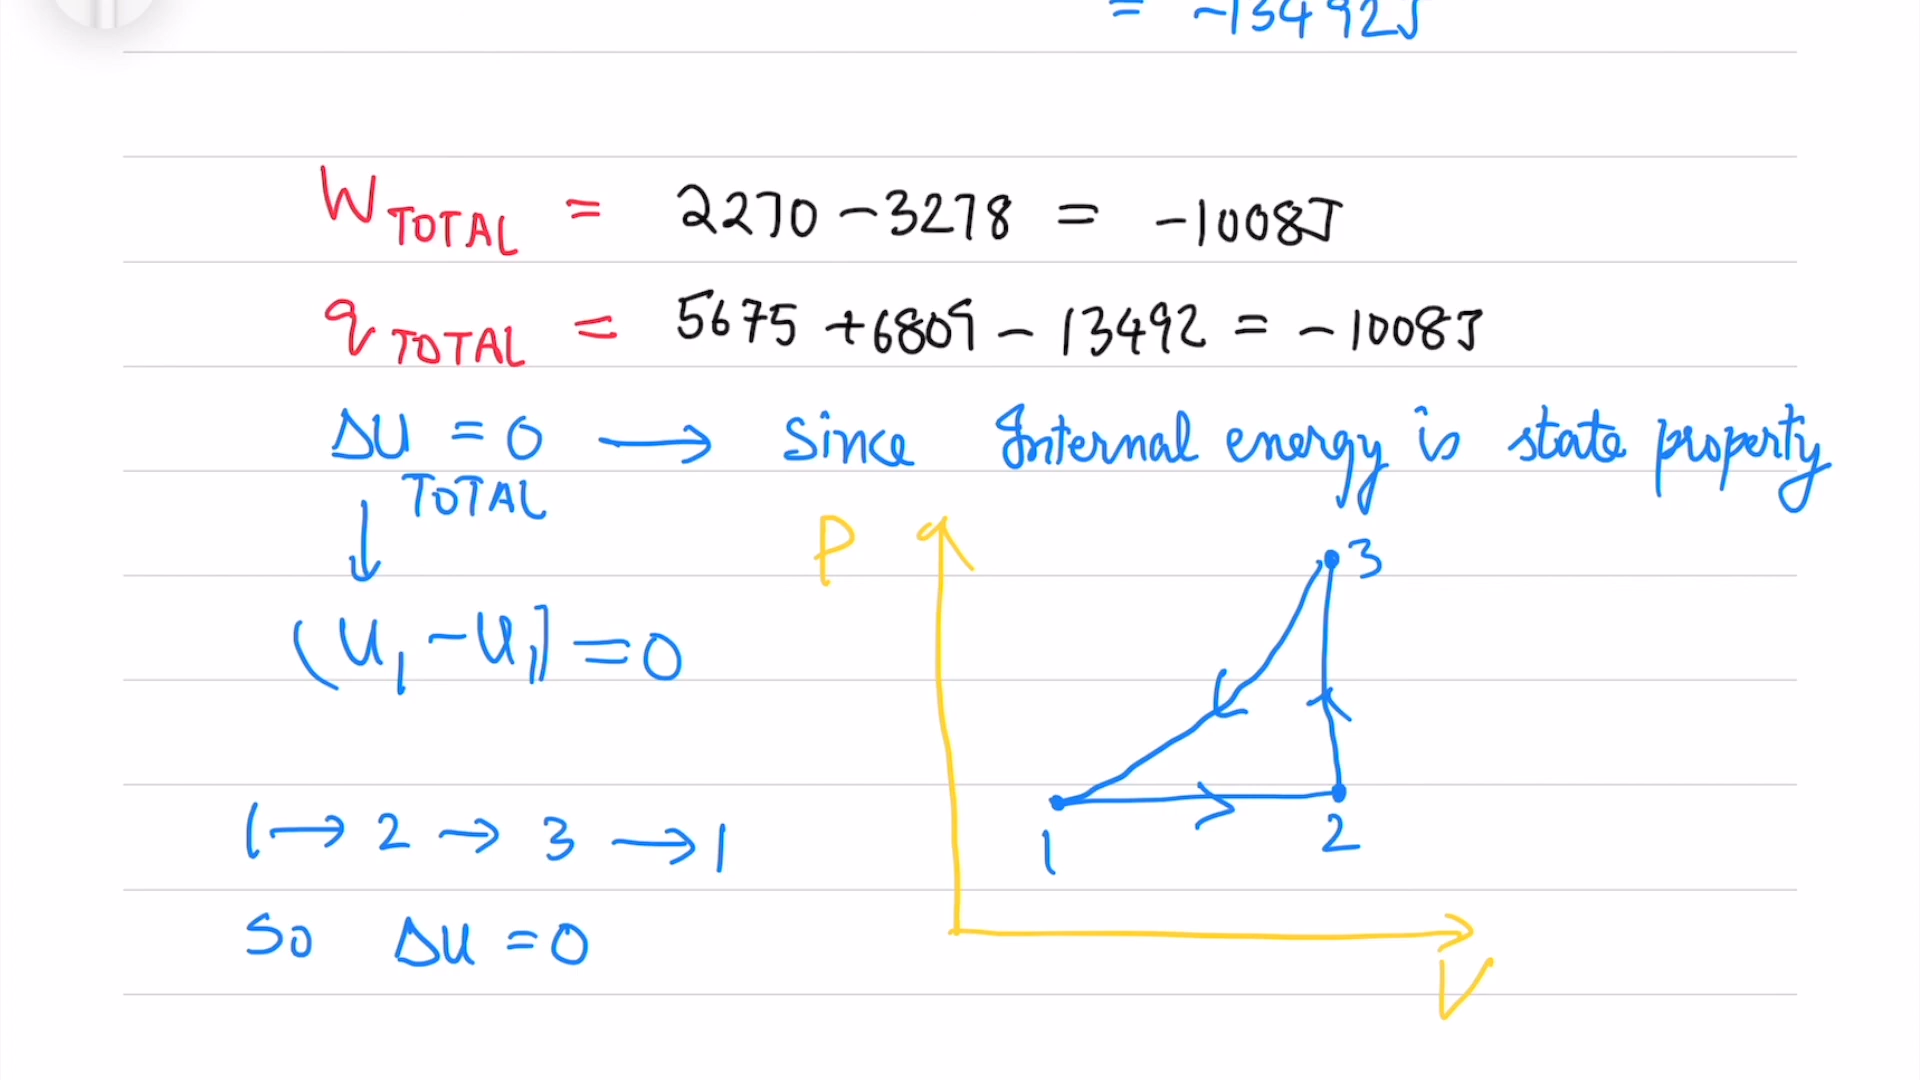 = -13492J
W TOTAL = 2270 - 3278 = -1008J
q TOTAL = 5675 + 6809 - 13492 = -1008J
ΔU TOTAL = 0 → since Internal energy is state property
↓
(U₁ - U₁) = 0
1 → 2 → 3 → 1
So ΔU = 0
P
3
1
2
V